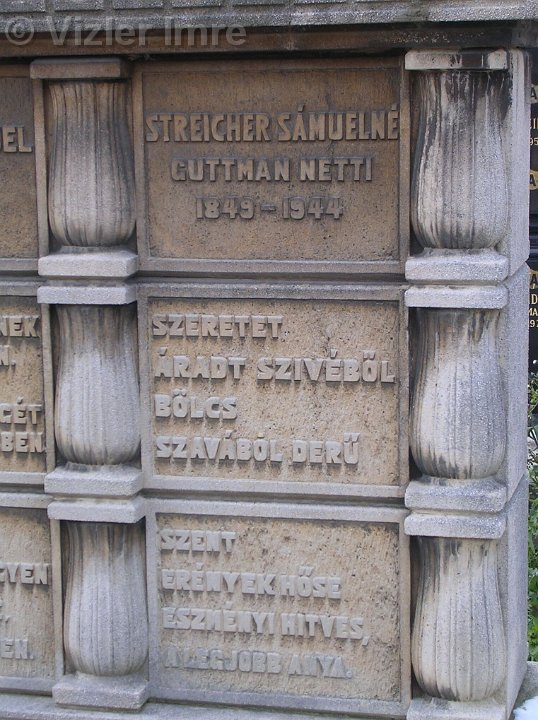 © Vizler Imre
STREICHER SÁMUELNÉ
GUTTMAN NETTI
1849-1944
SZERETET
ÁRADT SZIVÉBŐL
BÖLCS
SZAVÁBÓL DERŰ
SZENT
ERÉNYEK HŐSE
ESZMÉNYI HITVES,
A LEGJOBB ANYA.